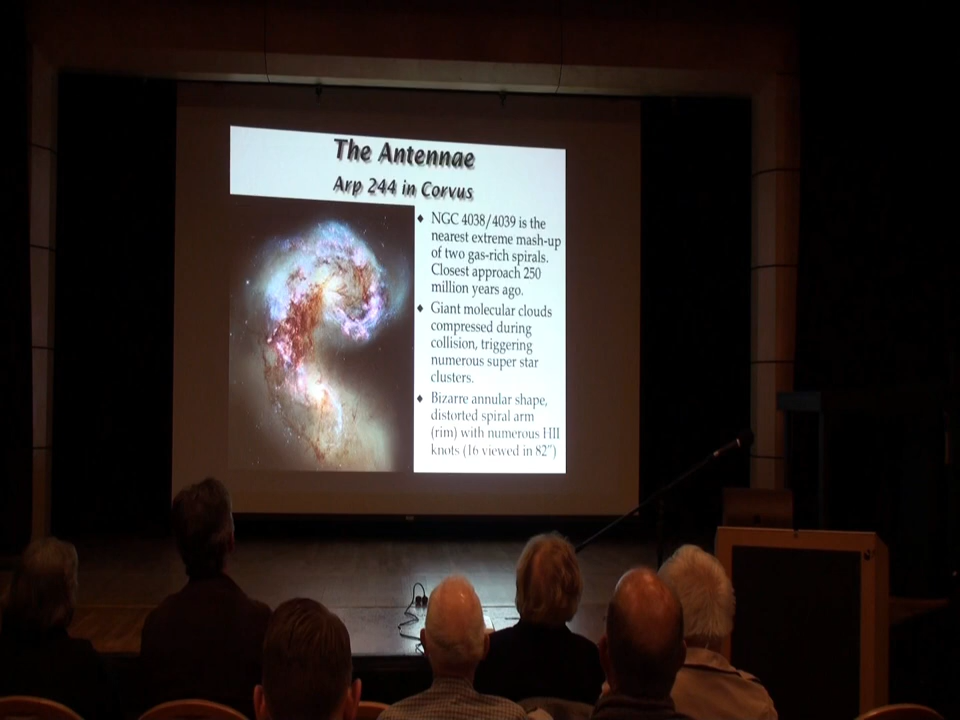 The Antennae
Arp 244 in Corvus
♦ NGC 4038/4039 is the
nearest extreme mash-up
of two gas-rich spirals.
Closest approach 250
million years ago.
♦ Giant molecular clouds
compressed during
collision, triggering
numerous super star
clusters.
♦ Bizarre annular shape,
distorted spiral arm
(rim) with numerous HII
knots (16 viewed in 82")